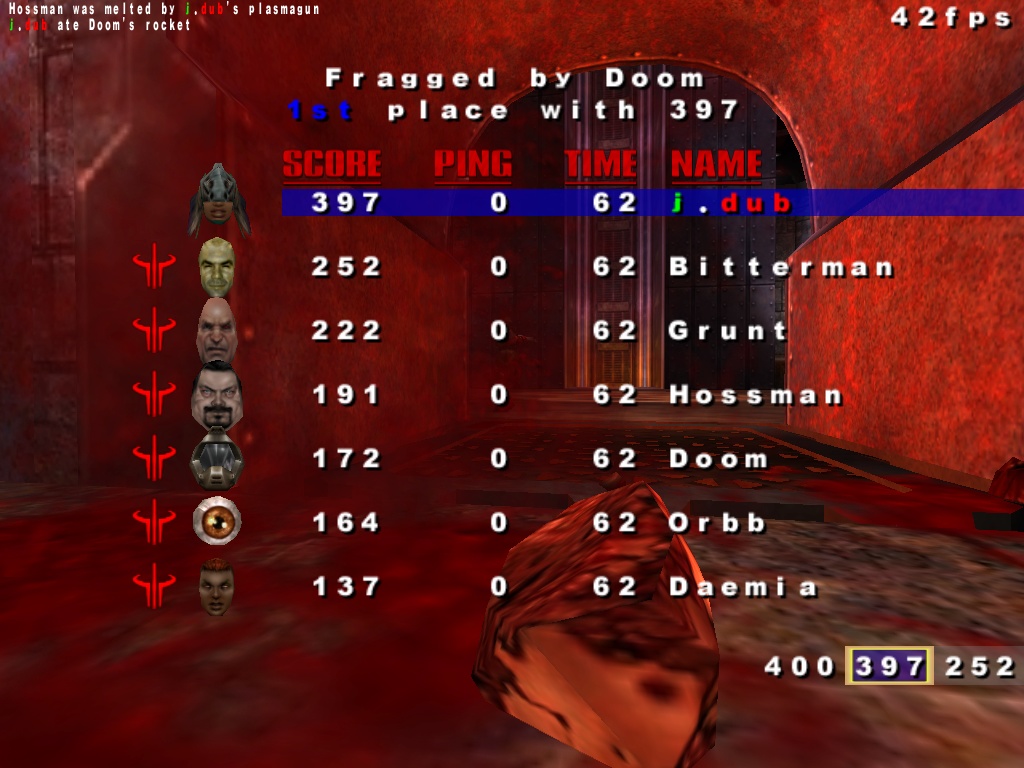 Hossman was melted by j.dub's plasmagun
j.dub ate Doom's rocket
42fps
Fragged by Doom
1st place with 397
SCORE PING TIME NAME
397 0 62 j.dub
252 0 62 Bitterman
222 0 62 Grunt
191 0 62 Hossman
172 0 62 Doom
164 0 62 Orbb
137 0 62 Daemia
400 397 252